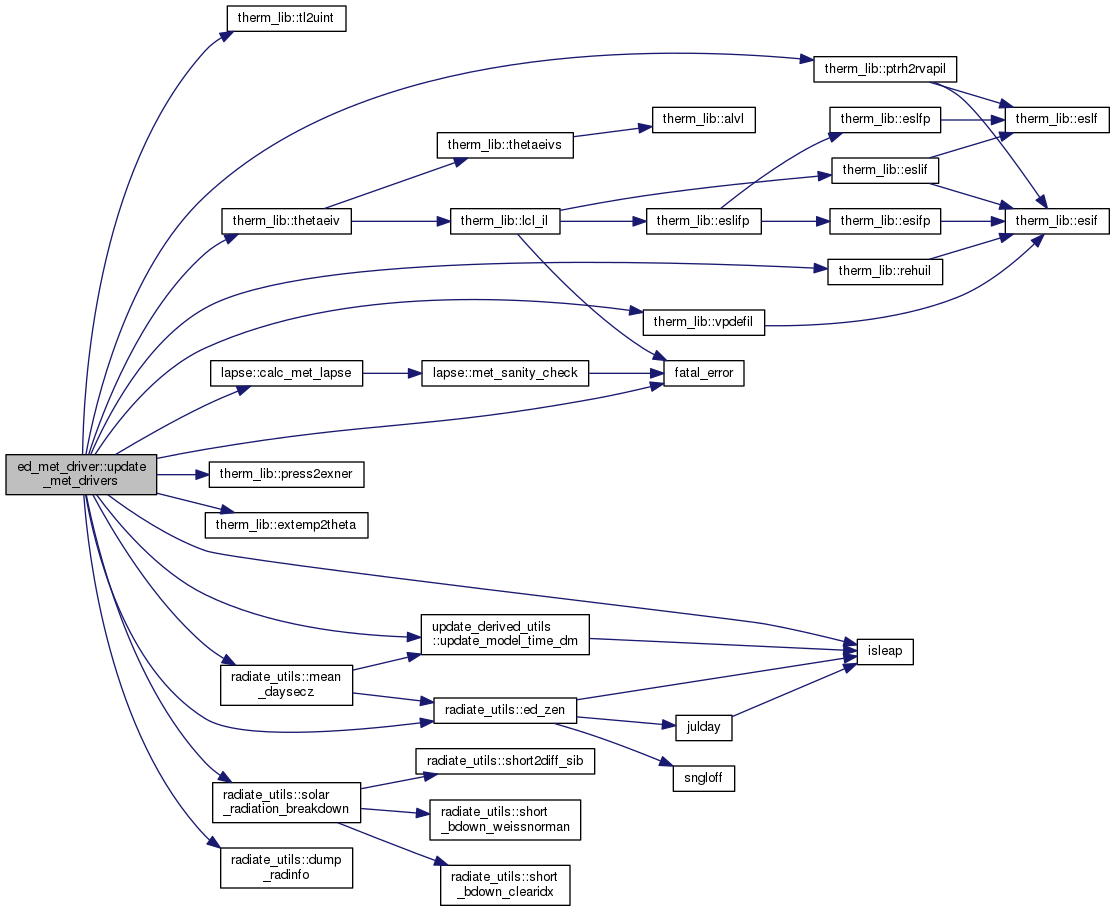 therm_lib::tl2uint
therm_lib::ptrh2rvapil
therm_lib::alvl
therm_lib::eslfp
therm_lib::eslf
therm_lib::thetaeivs
therm_lib::eslif
therm_lib::thetaeiv
therm_lib::lcl_il
therm_lib::eslifp
therm_lib::esifp
therm_lib::esif
therm_lib::rehuil
therm_lib::vpdefil
lapse::calc_met_lapse
lapse::met_sanity_check
fatal_error
ed_met_driver::update
_met_drivers
therm_lib::press2exner
therm_lib::extemp2theta
update_derived_utils
::update_model_time_dm
isleap
radiate_utils::mean
_daysecz
radiate_utils::ed_zen
julday
radiate_utils::short2diff_sib
sngloff
radiate_utils::solar
_radiation_breakdown
radiate_utils::short
_bdown_weissnorman
radiate_utils::dump
_radinfo
radiate_utils::short
_bdown_clearidx